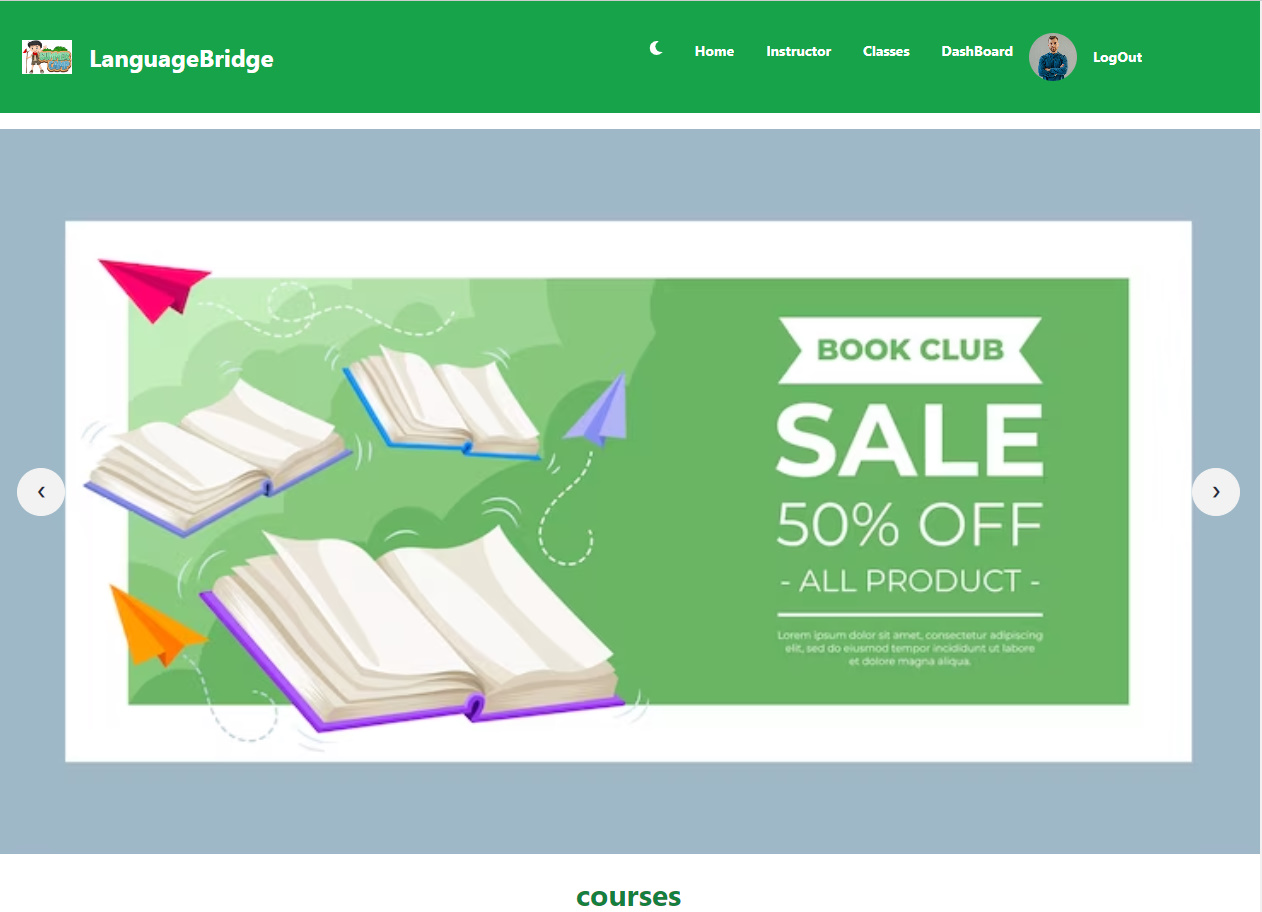 LanguageBridge
Home Instructor Classes DashBoard LogOut
BOOK CLUB
SALE
50% OFF
- ALL PRODUCT -
Lorem ipsum dolor sit amet, consectetur adipiscing
elit, sed do eiusmod tempor incididunt ut labore
et dolore magna aliqua.
courses